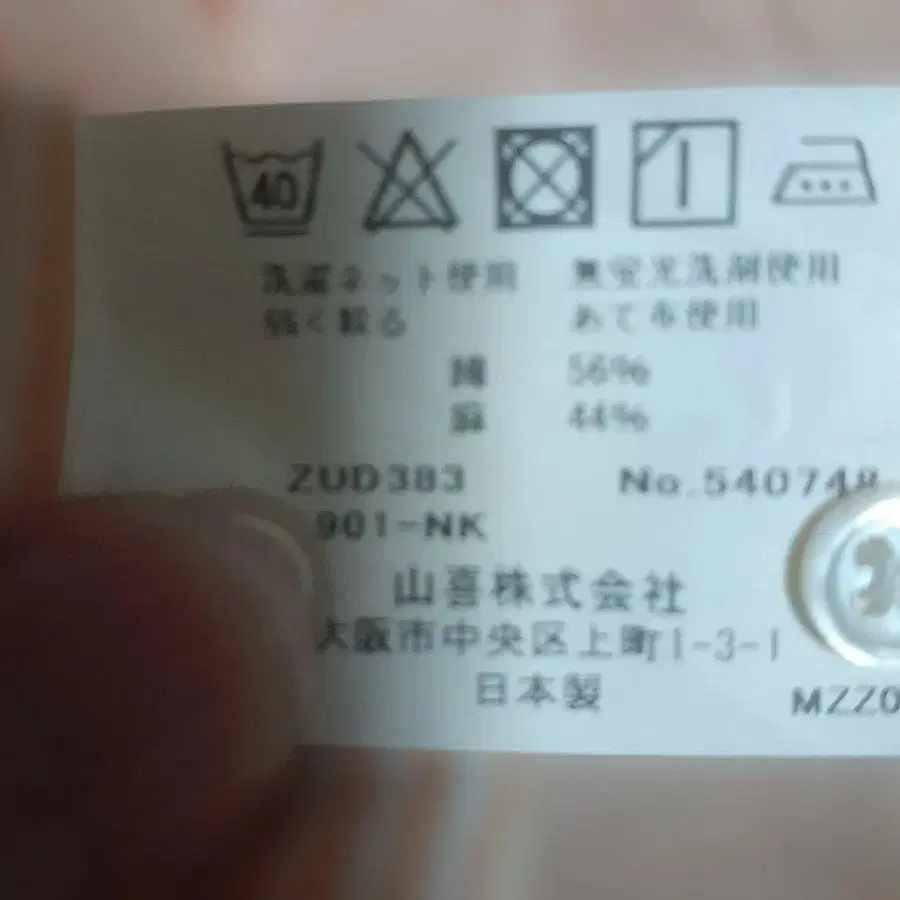 40
洗濯ネット使用 無蛍光洗剤使用
弱く絞る あて布使用
綿 56%
麻 44%
ZUD383 No.540748
901-NK
山喜株式会社
大阪市中央区上町1-3-1
日本製
MZZ0